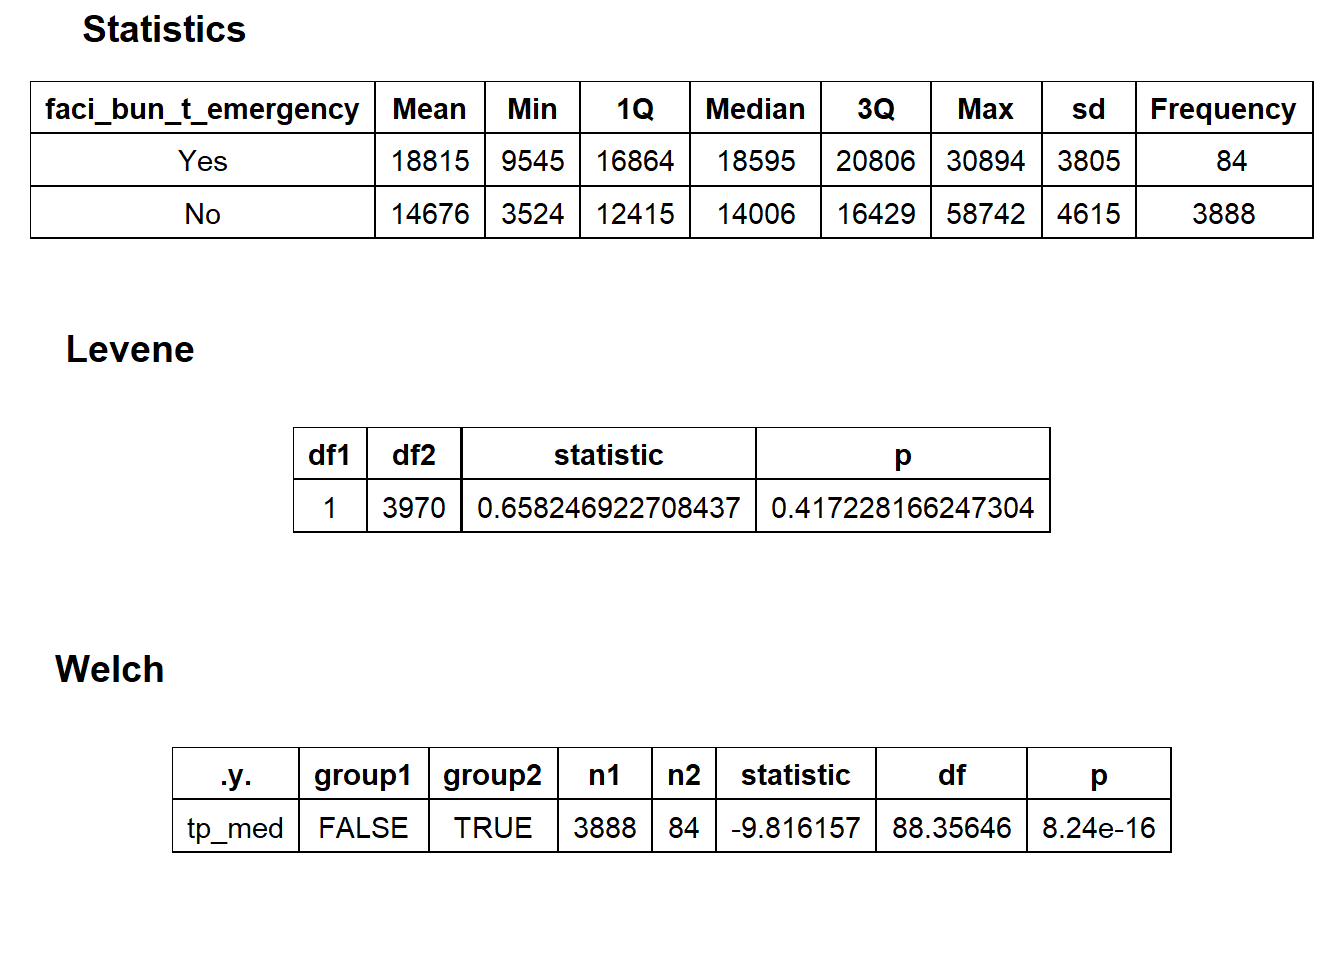 Statistics
faci_bun_t_emergency Mean Min 1Q Median 3Q Max sd Frequency
Yes 18815 9545 16864 18595 20806 30894 3805 84
No 14676 3524 12415 14006 16429 58742 4615 3888
Levene
df1 df2 statistic p
1 3970 0.658246922708437 0.417228166247304
Welch
.y. group1 group2 n1 n2 statistic df p
tp_med FALSE TRUE 3888 84 -9.816157 88.35646 8.24e-16